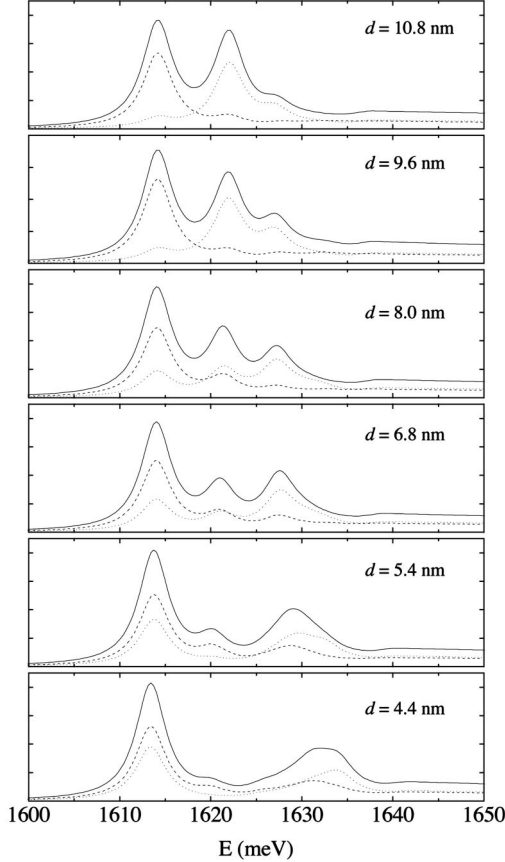 d = 10.8 nm
d = 9.6 nm
d = 8.0 nm
d = 6.8 nm
d = 5.4 nm
d = 4.4 nm
1600 1610 1620 1630 1640 1650
E (meV)